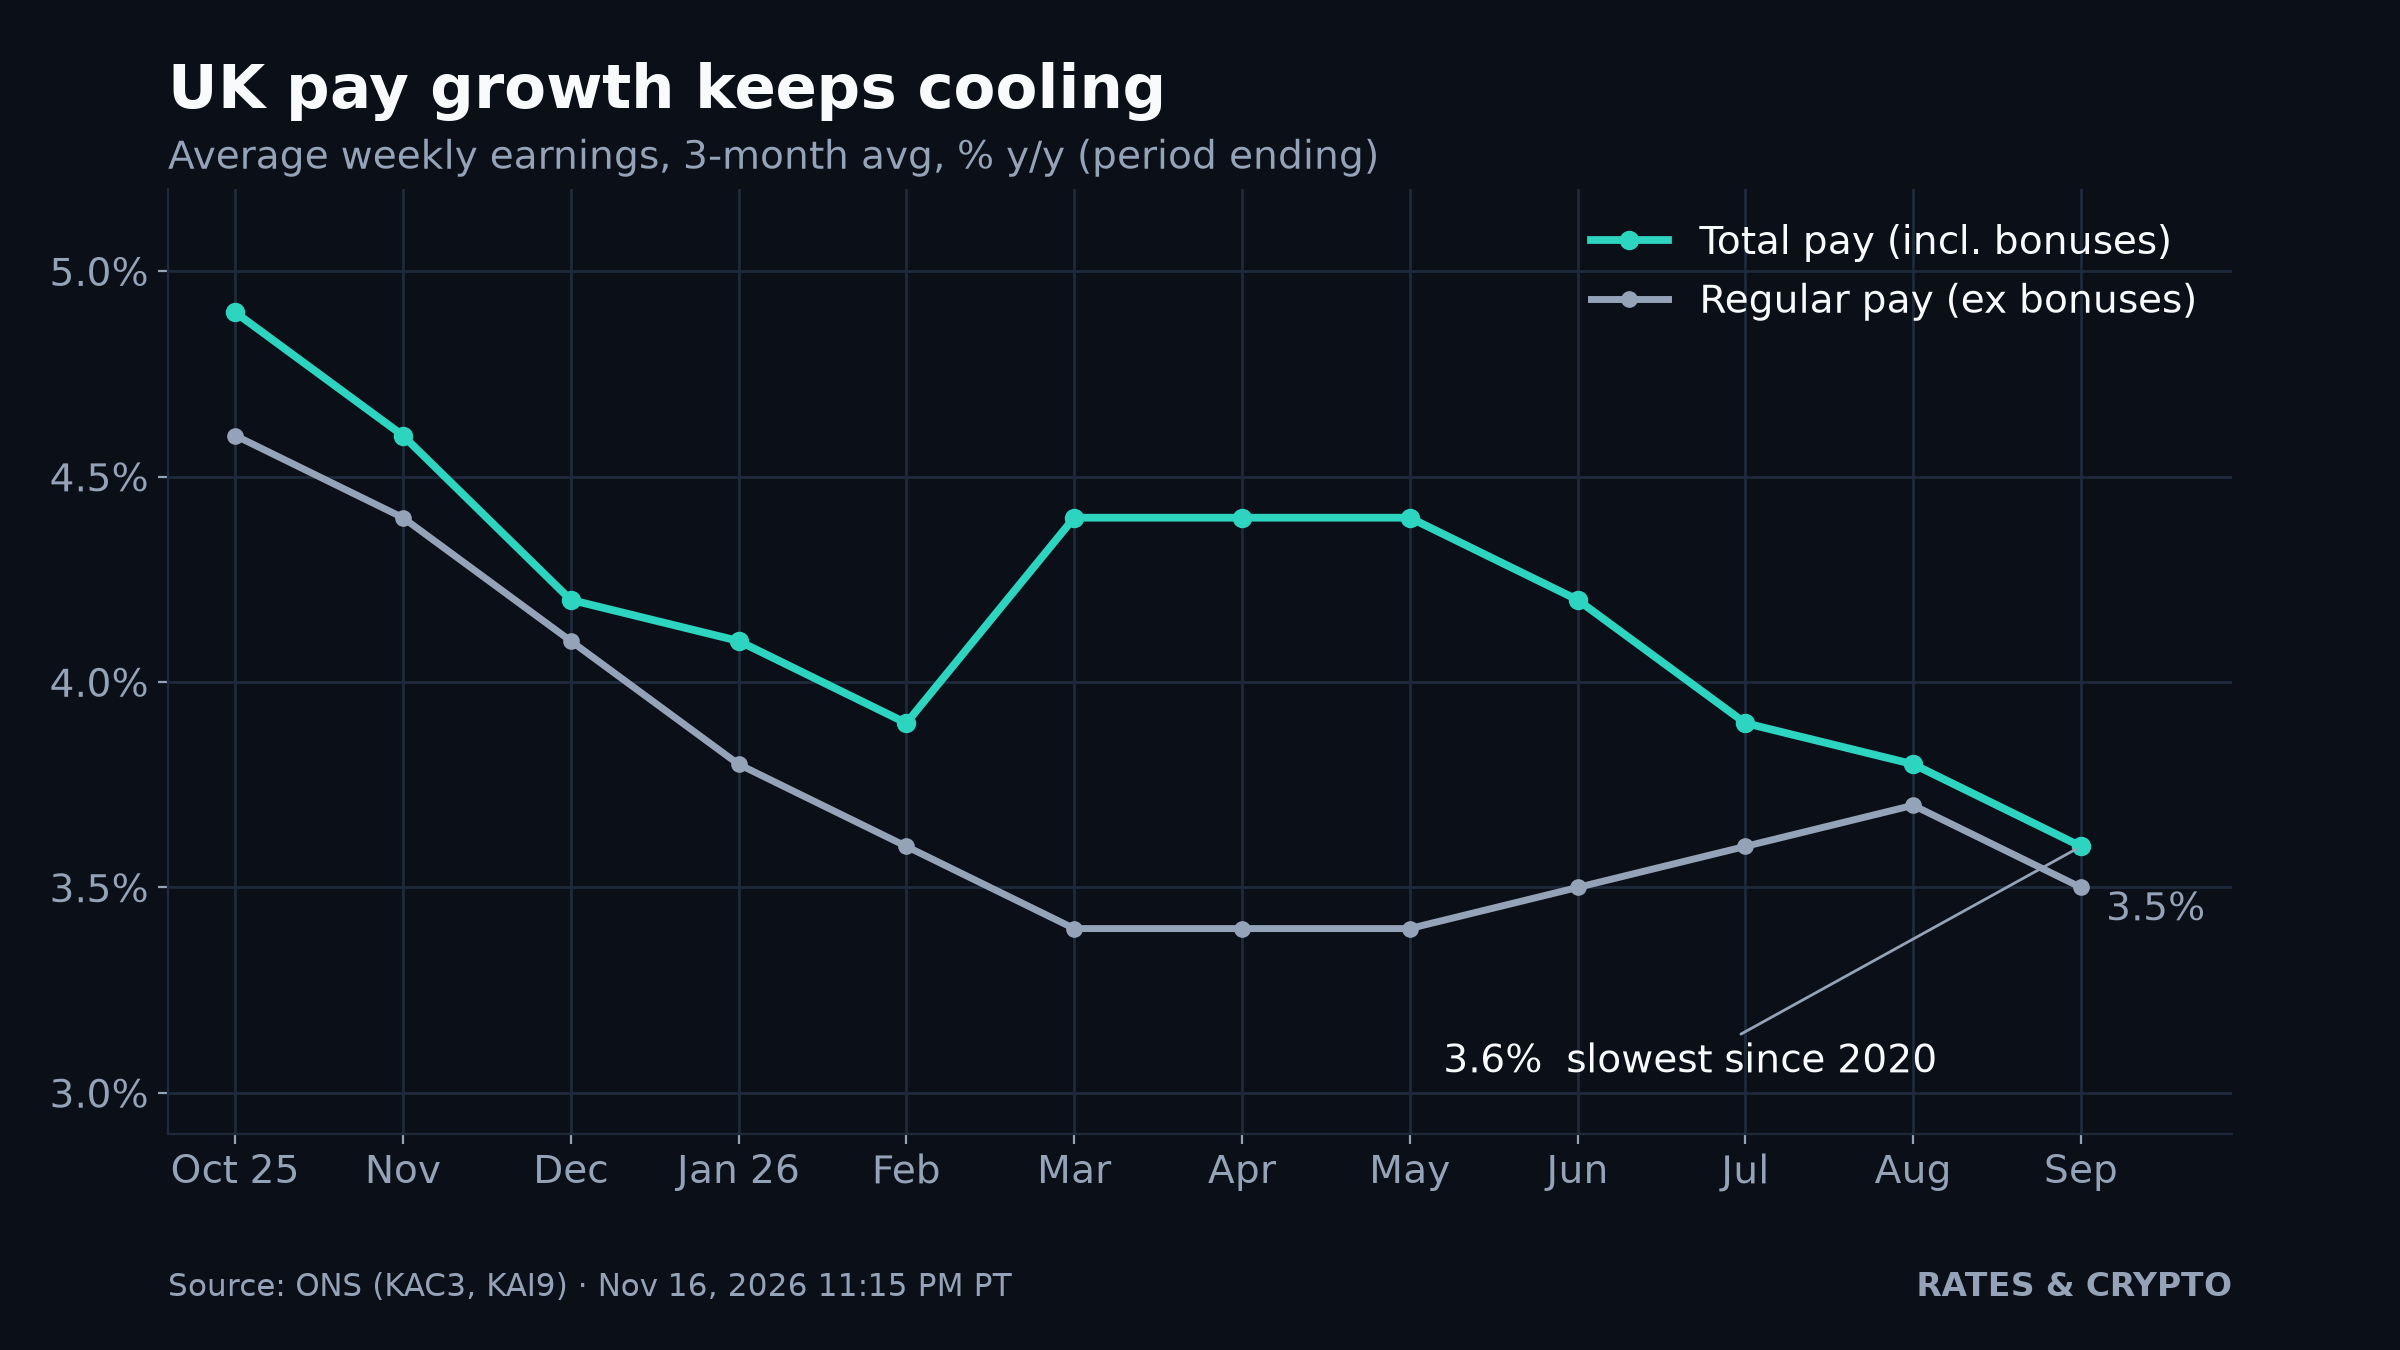 UK pay growth keeps cooling
Average weekly earnings, 3-month avg, % y/y (period ending)
Total pay (incl. bonuses)
Regular pay (ex bonuses)
5.0%
4.5%
4.0%
3.5%
3.0%
3.5%
3.6%  slowest since 2020
Oct 25 Nov Dec Jan 26 Feb Mar Apr May Jun Jul Aug Sep
Source: ONS (KAC3, KAI9) · Nov 16, 2026 11:15 PM PT
RATES & CRYPTO